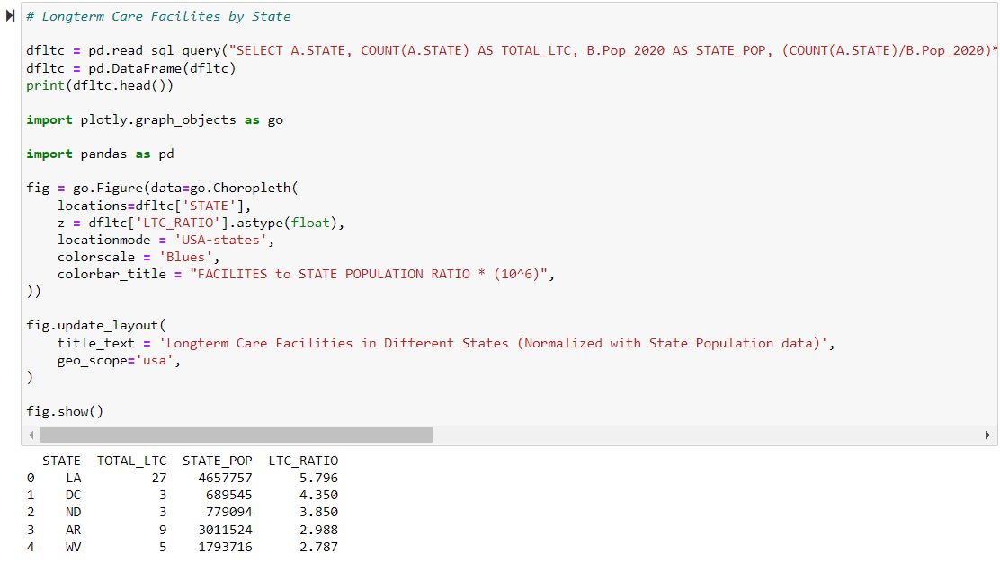 # Longterm Care Facilites by State
dfltc = pd.read_sql_query("SELECT A.STATE, COUNT(A.STATE) AS TOTAL_LTC, B.Pop_2020 AS STATE_POP, (COUNT(A.STATE)/B.Pop_2020)*
dfltc = pd.DataFrame(dfltc)
print(dfltc.head())
import plotly.graph_objects as go
import pandas as pd
fig = go.Figure(data=go.Choropleth(
    locations=dfltc['STATE'],
    z = dfltc['LTC_RATIO'].astype(float),
    locationmode = 'USA-states',
    colorscale = 'Blues',
    colorbar_title = "FACILITES to STATE POPULATION RATIO * (10^6)",
))
fig.update_layout(
    title_text = 'Longterm Care Facilities in Different States (Normalized with State Population data)',
    geo_scope='usa',
)
fig.show()
  STATE  TOTAL_LTC  STATE_POP  LTC_RATIO
0    LA         27    4657757      5.796
1    DC          3     689545      4.350
2    ND          3     779094      3.850
3    AR          9    3011524      2.988
4    WV          5    1793716      2.787